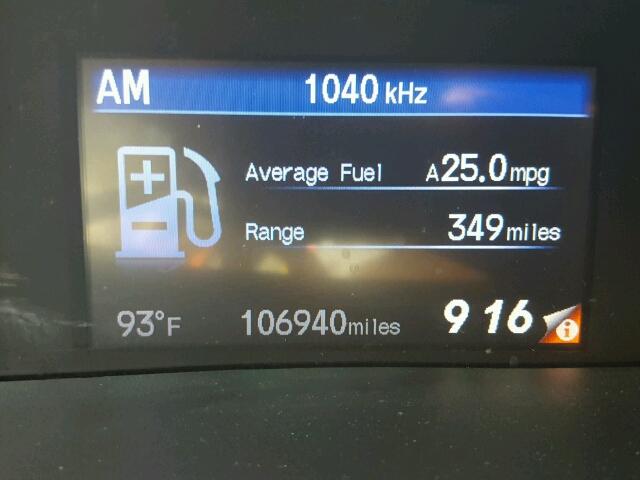 AM 1040 kHz
Average Fuel A25.0mpg
Range 349miles
93°F 106940miles 9 16 i